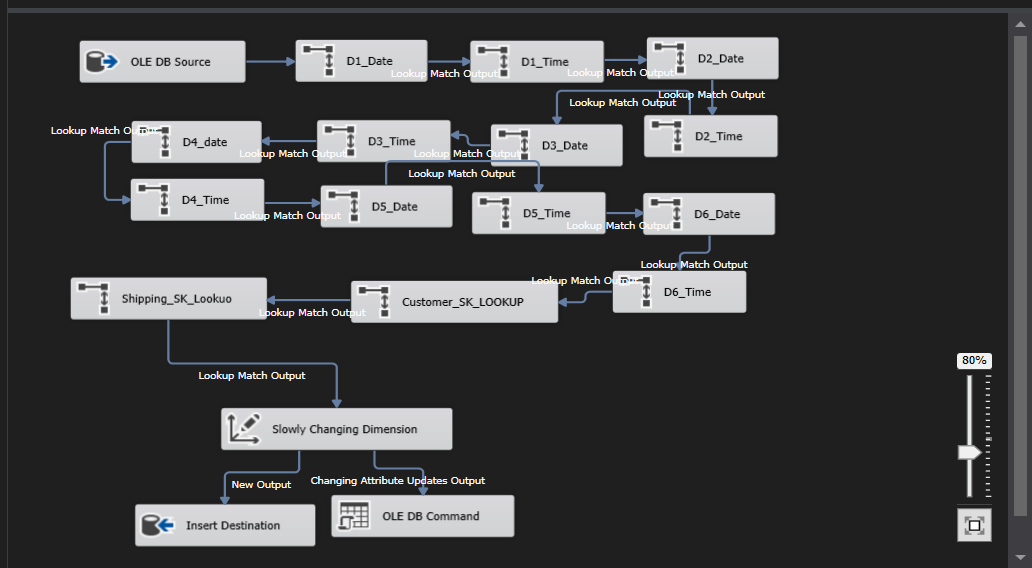 OLE DB Source
D1_Date
Lookup Match Output
D1_Time
Lookup Match Output
D2_Date
Lookup Match Output
D2_Time
Lookup Match Output
D3_Date
Lookup Match Output
D3_Time
Lookup Match Output
D4_date
Lookup Match Output
D4_Time
Lookup Match Output
D5_Date
Lookup Match Output
D5_Time
Lookup Match Output
D6_Date
Lookup Match Output
D6_Time
Lookup Match Output
Customer_SK_LOOKUP
Lookup Match Output
Shipping_SK_Lookuo
Lookup Match Output
Slowly Changing Dimension
New Output
Changing Attribute Updates Output
Insert Destination
OLE DB Command
80%